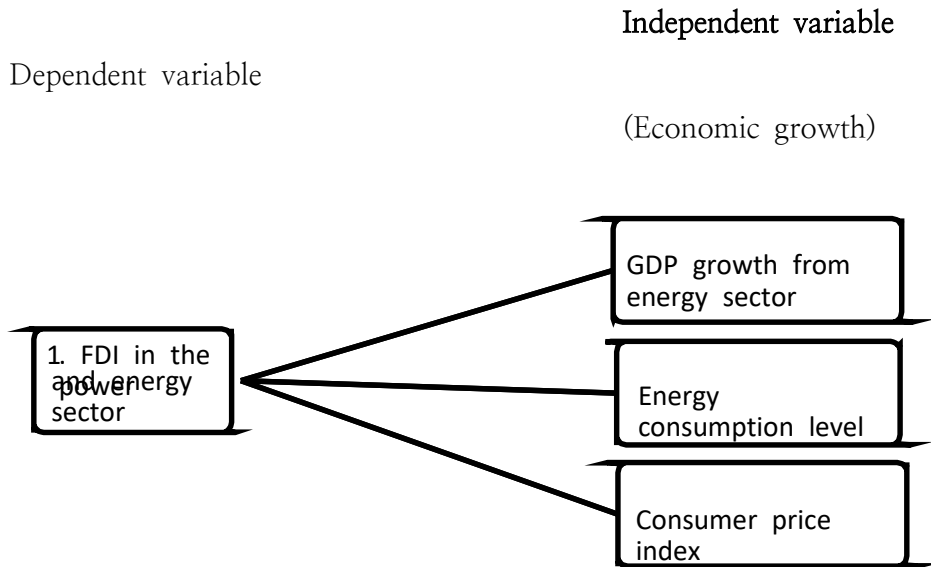 Independent variable
Dependent variable
(Economic growth)
GDP growth from
energy sector
1. FDI in the
power
and energy
sector
Energy
consumption level
Consumer price
index